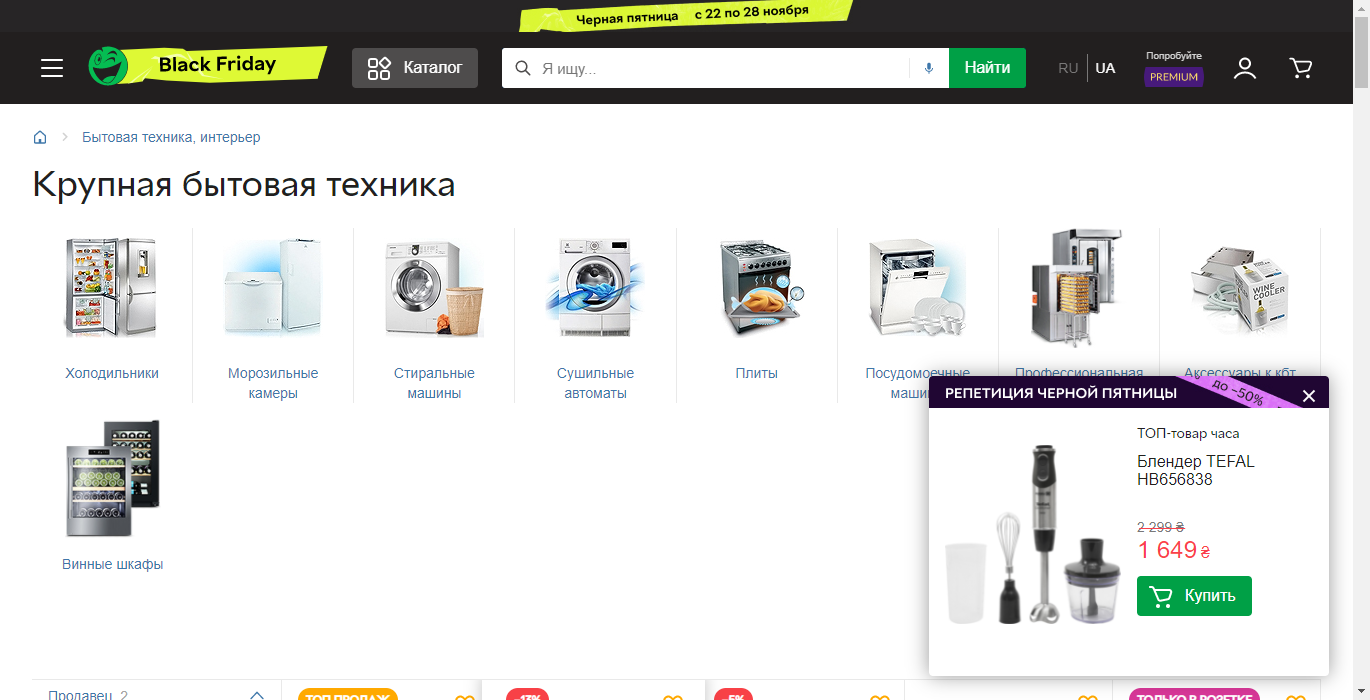 Черная пятница с 22 по 28 ноября
Black Friday
Каталог
Я ищу...
Найти
RU
UA
Попробуйте
PREMIUM
Бытовая техника, интерьер
Крупная бытовая техника
WINE
COOLER
Холодильники
Морозильные
камеры
Стиральные
машины
Сушильные
автоматы
Плиты
Посудомоечные
Профессиональная
Аксессуары к кбт
Винные шкафы
РЕПЕТИЦИЯ ЧЕРНОЙ ПЯТНИЦЫ
до -50%
ТОП-товар часа
Блендер TEFAL
HB656838
2 299 ₴
1 649 ₴
Купить
Продавец 2
ТОП ПРОДАЖ
-13%
-5%
ТОЛЬКО В РОЗЕТКЕ